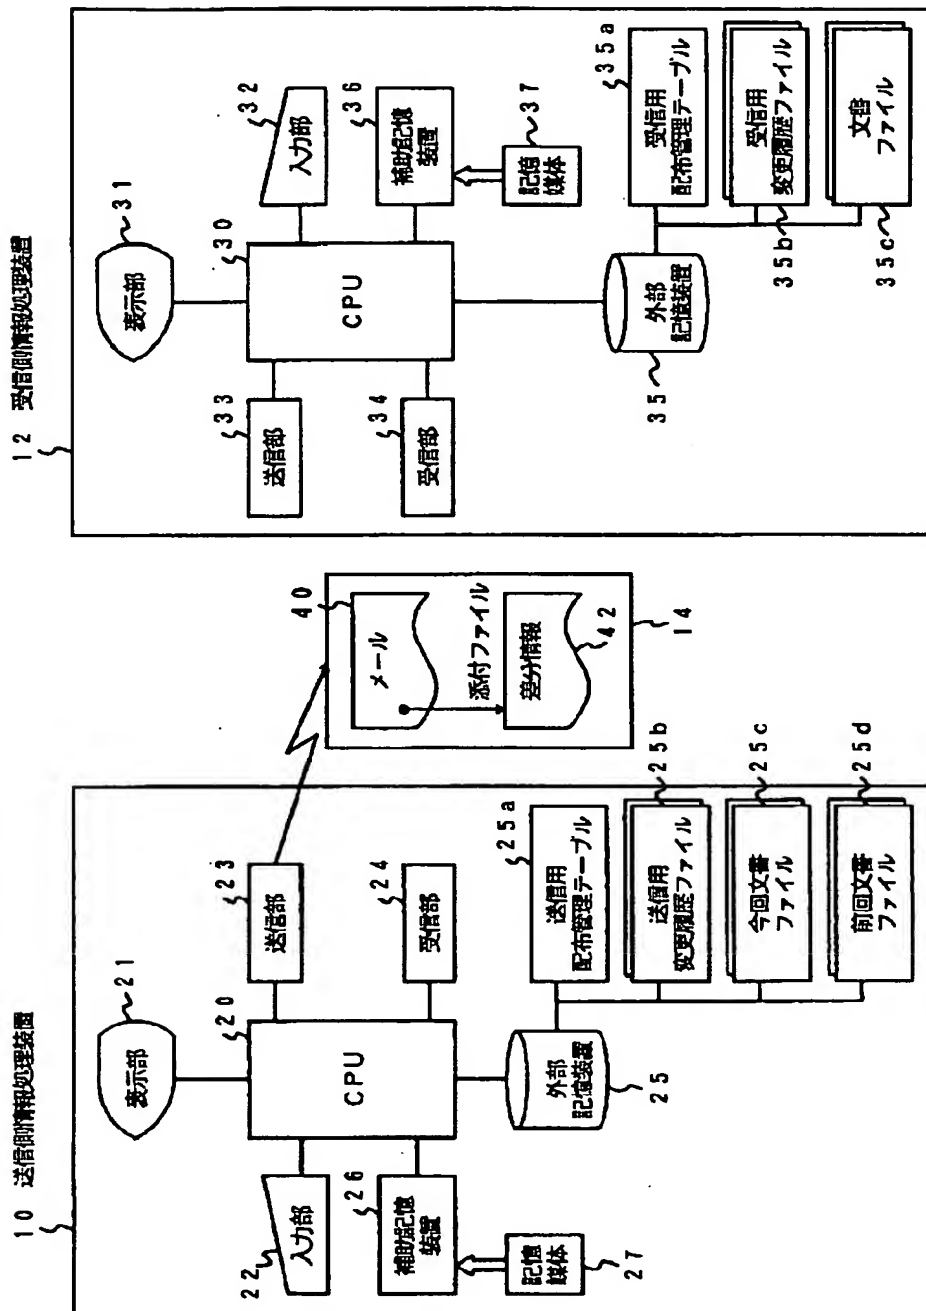 10 送信側情報処理装置
表示部
21
22
入力部
20
CPU
23
送信部
26
補助記憶
装置
24
受信部
記憶
媒体
27
外部
記憶装置
25
送信用
配布管理テーブル
25a
送信用
変更履歴ファイル
25b
今回文書
ファイル
25c
前回文書
ファイル
25d
メール
40
添付ファイル
差分情報
42
14
12 受信側情報処理装置
表示部
31
33
送信部
30
CPU
32
入力部
34
受信部
補助記憶
装置
36
記憶
媒体
37
外部
記憶装置
35
受信用
配布管理テーブル
35a
受信用
変更履歴ファイル
35b
文書
ファイル
35c